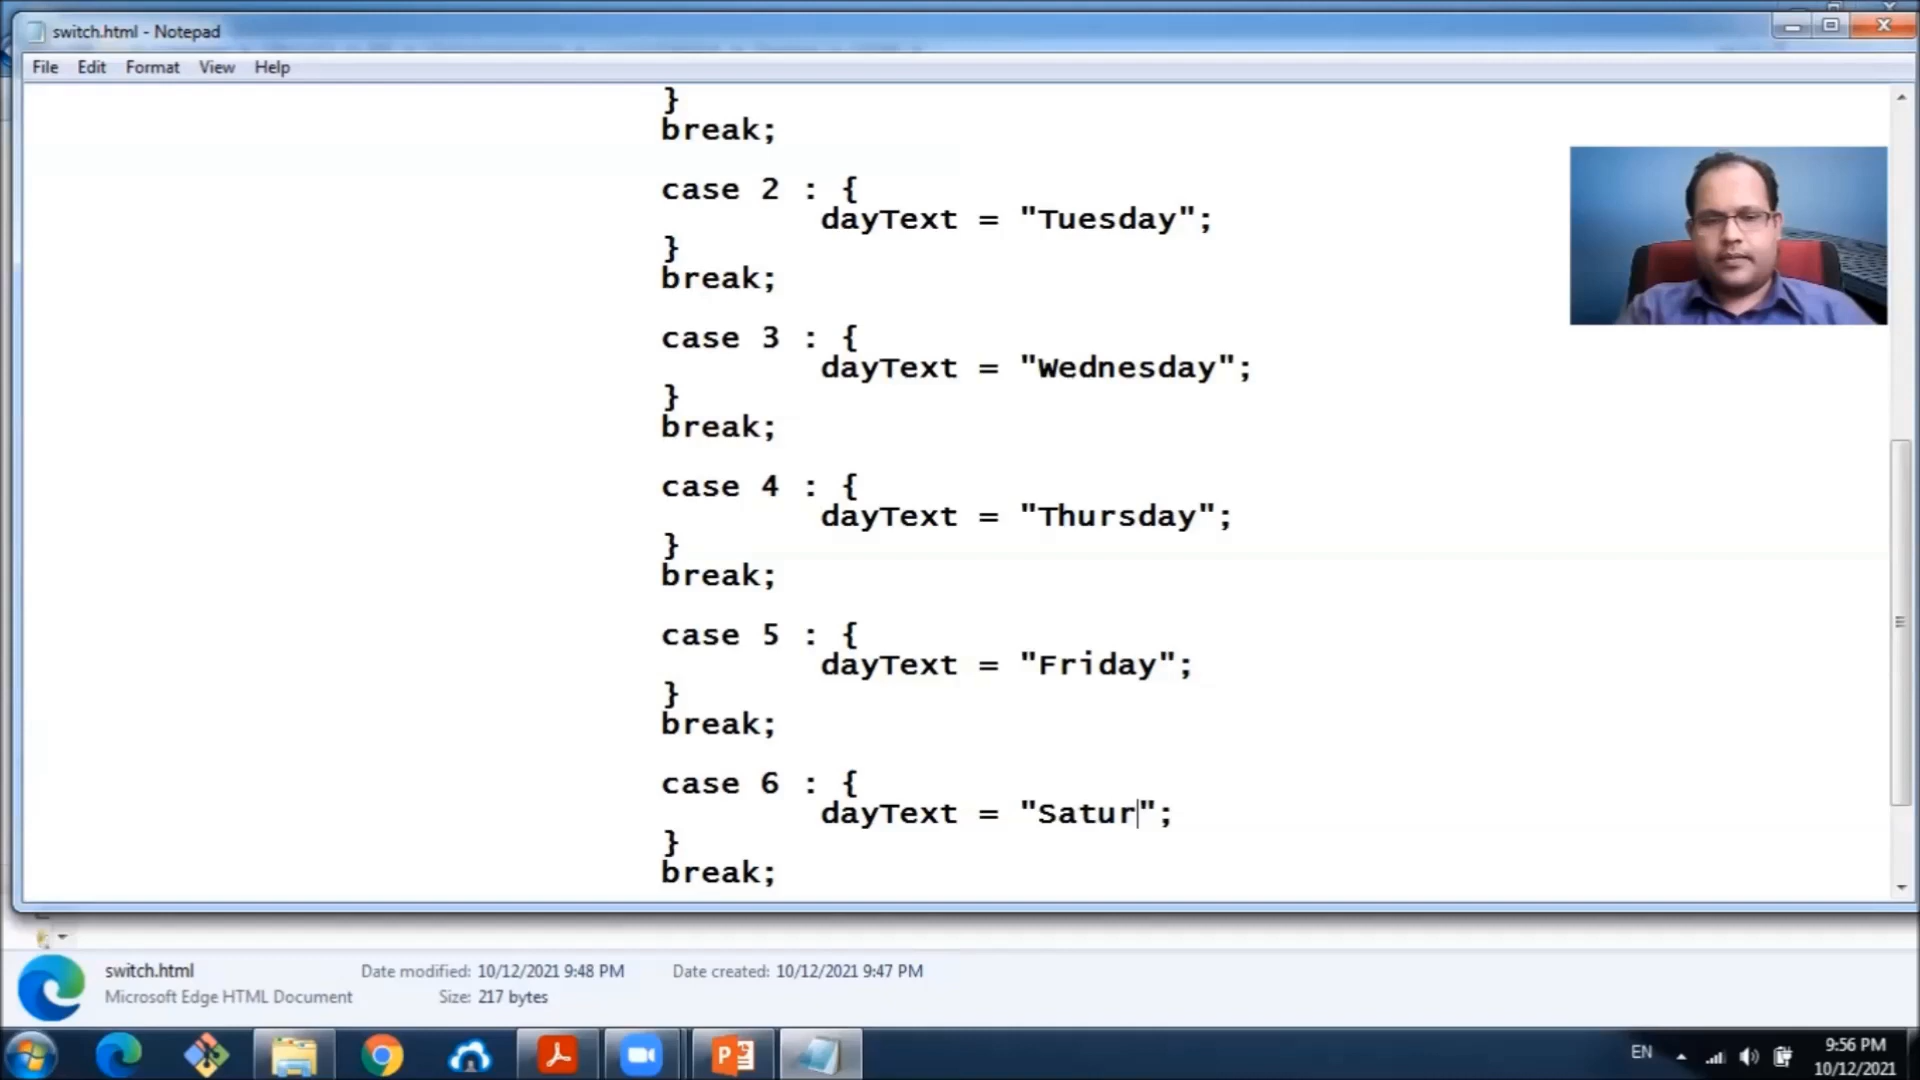 switch.html - Notepad
File Edit Format View Help
}
break;
case 2 : {
dayText = "Tuesday";
}
break;
case 3 : {
dayText = "Wednesday";
}
break;
case 4 : {
dayText = "Thursday";
}
break;
case 5 : {
dayText = "Friday";
}
break;
case 6 : {
dayText = "Satur";
}
break;
switch.html Date modified: 10/12/2021 9:48 PM Date created: 10/12/2021 9:47 PM
Microsoft Edge HTML Document Size: 217 bytes
EN 9:56 PM
10/12/2021